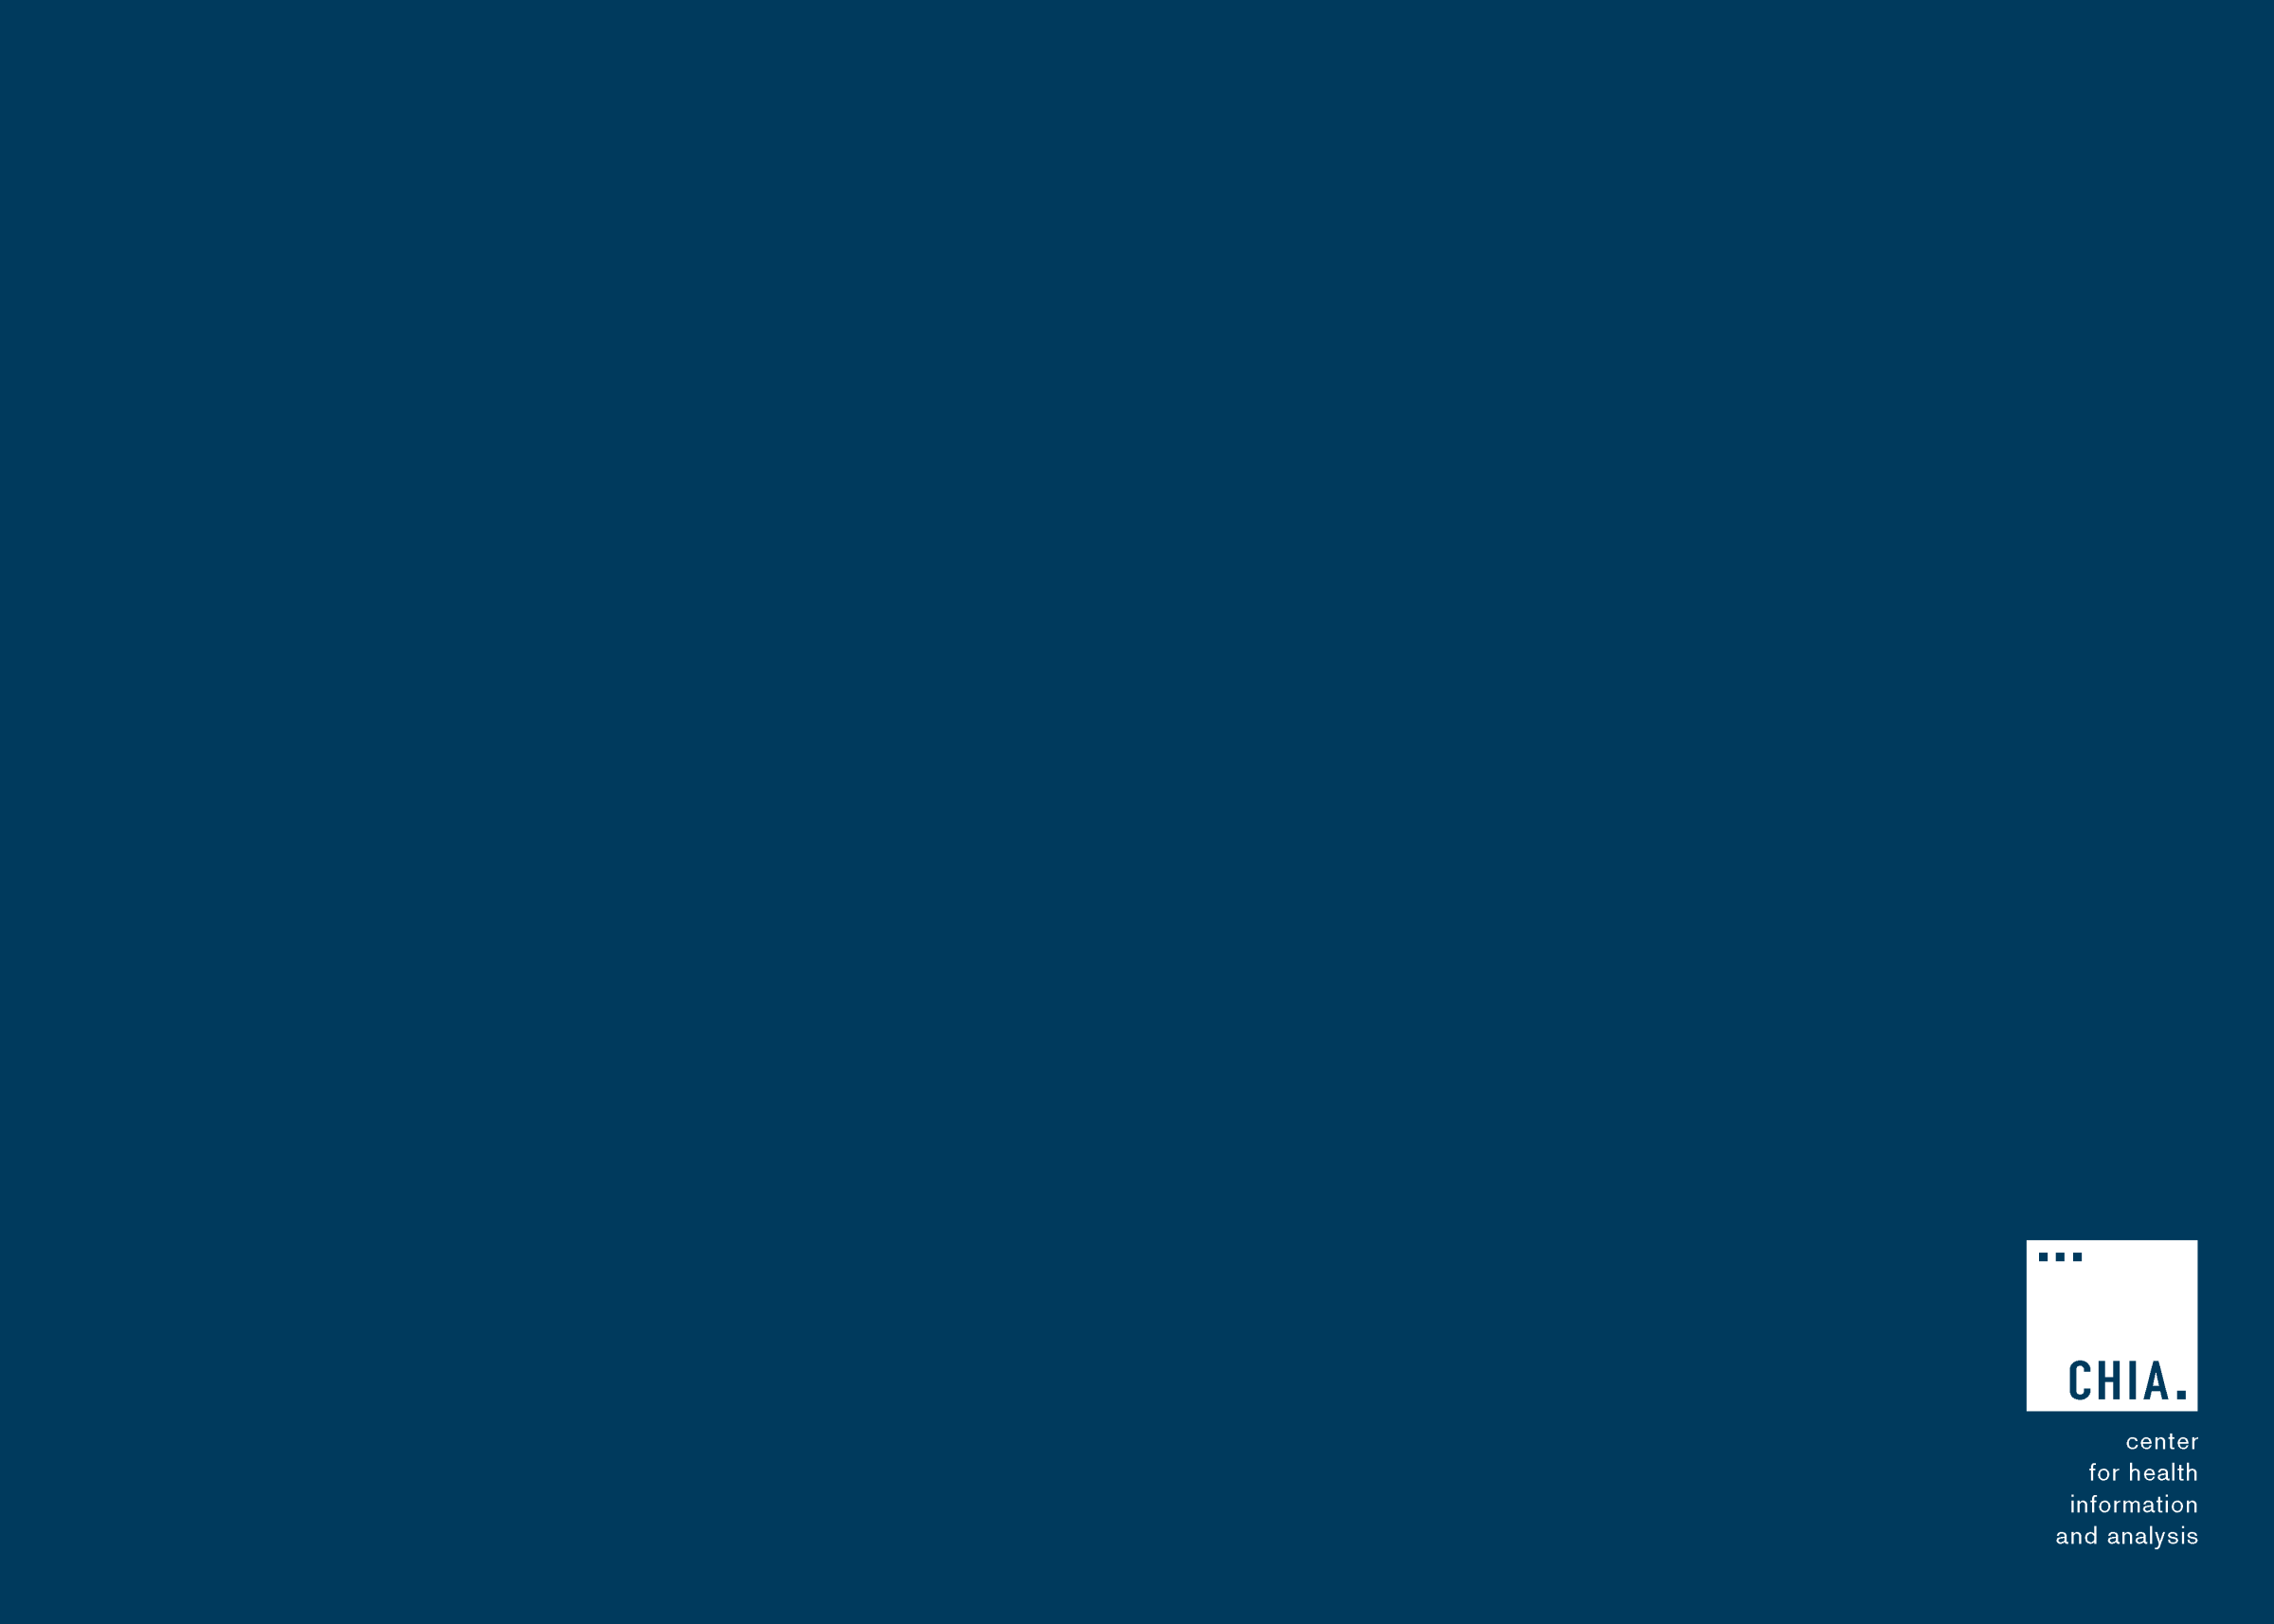 CHIA.
center
for health
information
and analysis